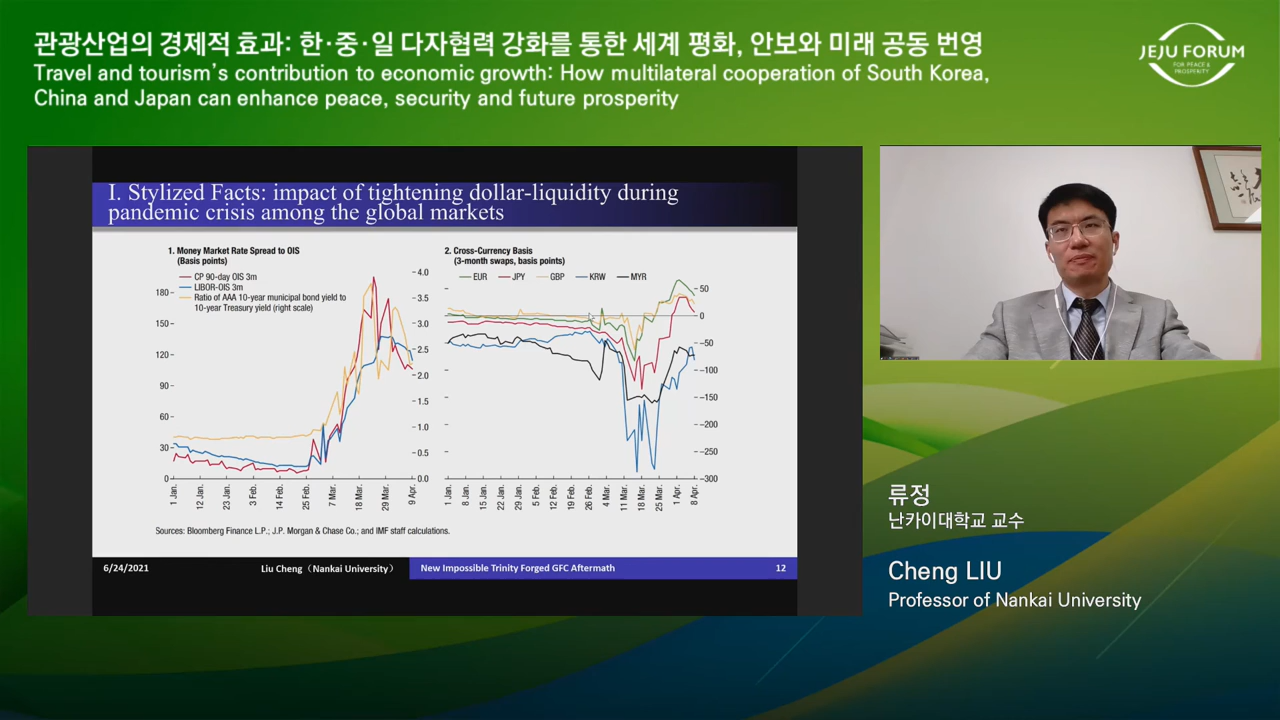 관광산업의 경제적 효과: 한·중·일 다자협력 강화를 통한 세계 평화, 안보와 미래 공동 번영
Travel and tourism's contribution to economic growth: How multilateral cooperation of South Korea,
China and Japan can enhance peace, security and future prosperity
JEJU FORUM
FOR PEACE &
PROSPERITY
I. Stylized Facts: impact of tightening dollar-liquidity during
pandemic crisis among the global markets
1. Money Market Rate Spread to OIS
(Basis points)
CP 90-day OIS 3m
LIBOR-OIS 3m
Ratio of AAA 10-year municipal bond yield to
10-year Treasury yield (right scale)
180
150
120
90
60
30
0
4.0
3.5
3.0
2.5
2.0
1.5
1.0
0.5
0.0
1 Jan.
12 Jan.
23 Jan.
3 Feb.
14 Feb.
25 Feb.
7 Mar.
18 Mar.
29 Mar.
9 Apr.
2. Cross-Currency Basis
(3-month swaps, basis points)
EUR JPY GBP KRW MYR
50
0
–50
–100
–150
–200
–250
–300
1 Jan.
8 Jan.
15 Jan.
22 Jan.
29 Jan.
5 Feb.
12 Feb.
19 Feb.
26 Feb.
4 Mar.
11 Mar.
18 Mar.
25 Mar.
1 Apr.
8 Apr.
Sources: Bloomberg Finance L.P.; J.P. Morgan & Chase Co.; and IMF staff calculations.
6/24/2021 Liu Cheng（Nankai University） New Impossible Trinity Forged GFC Aftermath 12
류정
난카이대학교 교수
Cheng LIU
Professor of Nankai University